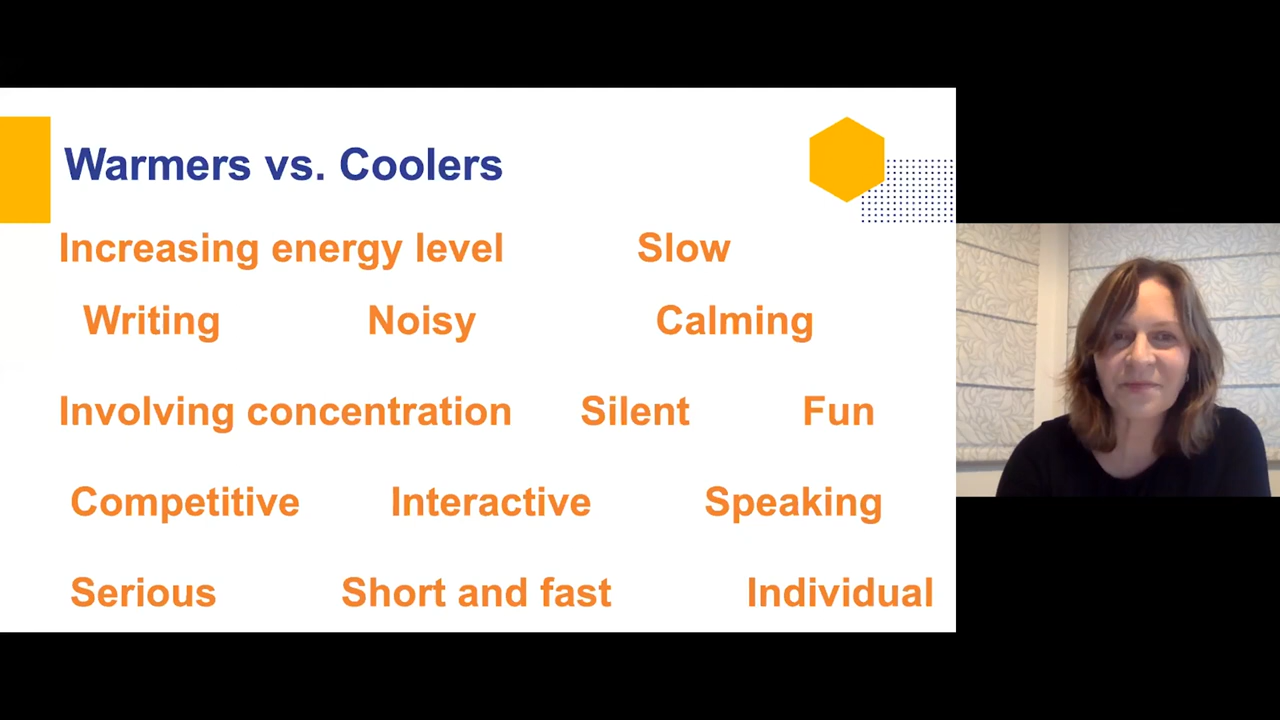 Warmers vs. Coolers
Increasing energy level Slow
Writing Noisy Calming
Involving concentration Silent Fun
Competitive Interactive Speaking
Serious Short and fast Individual